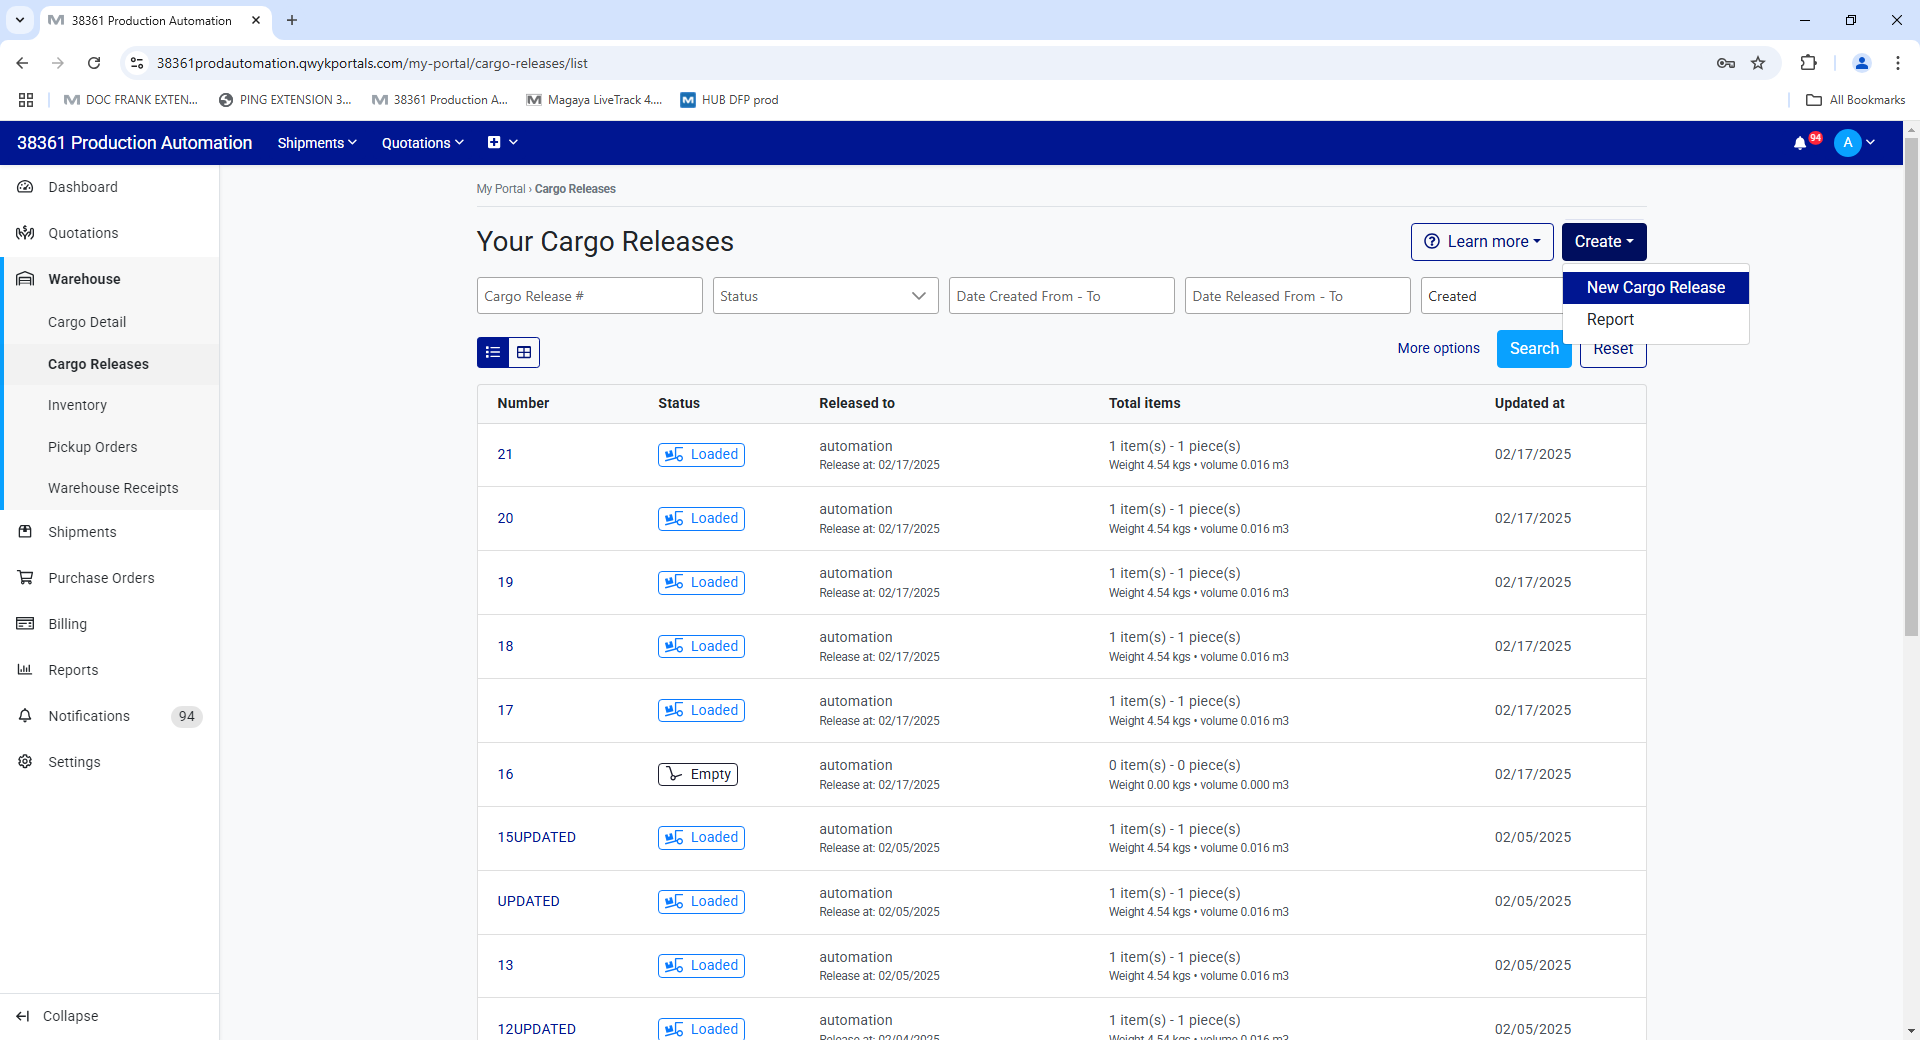 38361 Production Automation
38361prodautomation.qwykportals.com/my-portal/cargo-releases/list
DOC FRANK EXTEN...
PING EXTENSION 3...
38361 Production A...
Magaya LiveTrack 4....
HUB DFP prod
All Bookmarks
38361 Production Automation
Shipments
Quotations
94
A
Dashboard
Quotations
Warehouse
Cargo Detail
Cargo Releases
Inventory
Pickup Orders
Warehouse Receipts
Shipments
Purchase Orders
Billing
Reports
Notifications 94
Settings
Collapse
My Portal › Cargo Releases
Your Cargo Releases
Learn more
Create
New Cargo Release
Report
Cargo Release #
Status
Date Created From - To
Date Released From - To
Created
More options
Search
Reset
Number Status Released to Total items Updated at
21 Loaded automation 1 item(s) - 1 piece(s) 02/17/2025
Release at: 02/17/2025 Weight 4.54 kgs • volume 0.016 m3
20 Loaded automation 1 item(s) - 1 piece(s) 02/17/2025
Release at: 02/17/2025 Weight 4.54 kgs • volume 0.016 m3
19 Loaded automation 1 item(s) - 1 piece(s) 02/17/2025
Release at: 02/17/2025 Weight 4.54 kgs • volume 0.016 m3
18 Loaded automation 1 item(s) - 1 piece(s) 02/17/2025
Release at: 02/17/2025 Weight 4.54 kgs • volume 0.016 m3
17 Loaded automation 1 item(s) - 1 piece(s) 02/17/2025
Release at: 02/17/2025 Weight 4.54 kgs • volume 0.016 m3
16 Empty automation 0 item(s) - 0 piece(s) 02/17/2025
Release at: 02/17/2025 Weight 0.00 kgs • volume 0.000 m3
15UPDATED Loaded automation 1 item(s) - 1 piece(s) 02/05/2025
Release at: 02/05/2025 Weight 4.54 kgs • volume 0.016 m3
UPDATED Loaded automation 1 item(s) - 1 piece(s) 02/05/2025
Release at: 02/05/2025 Weight 4.54 kgs • volume 0.016 m3
13 Loaded automation 1 item(s) - 1 piece(s) 02/05/2025
Release at: 02/05/2025 Weight 4.54 kgs • volume 0.016 m3
12UPDATED Loaded automation 1 item(s) - 1 piece(s) 02/05/2025
Release at: 02/04/2025 Weight 4.54 kgs • volume 0.016 m3